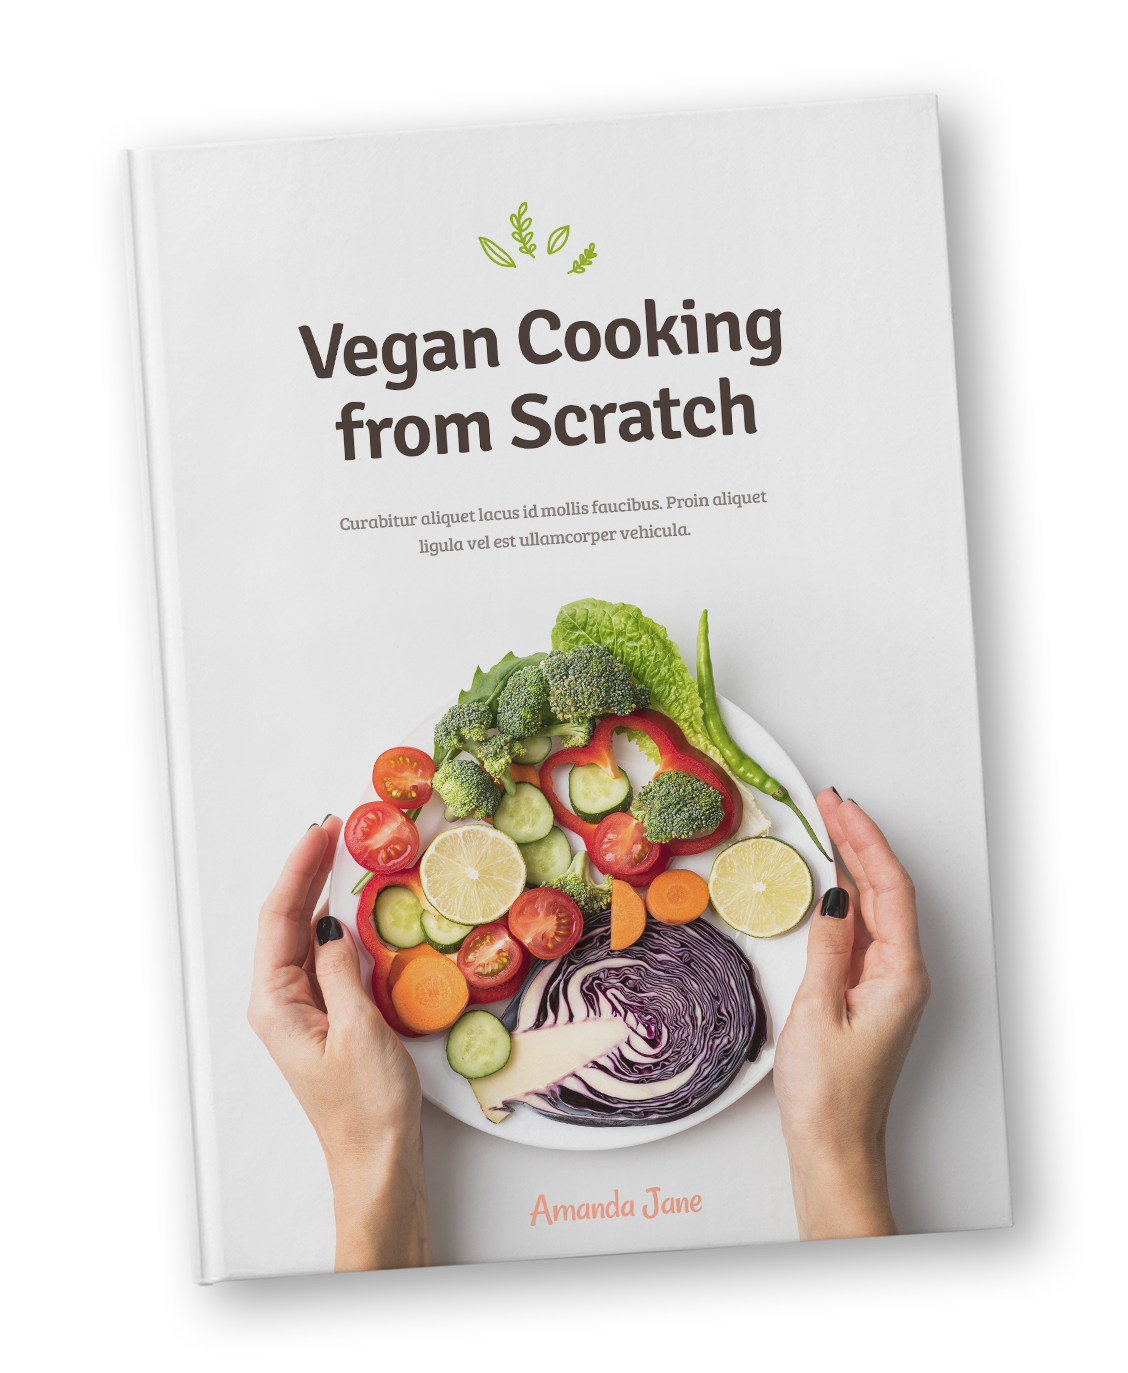 Vegan Cooking
from Scratch
Curabitur aliquet lacus id mollis faucibus. Proin aliquet
ligula vel est ullamcorper vehicula.
Amanda Jane